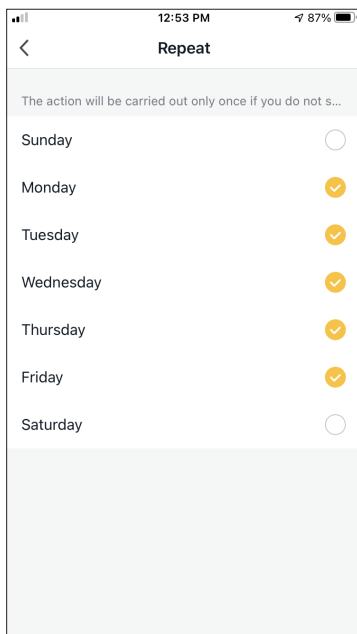 12:53 PM
87%
Repeat
The action will be carried out only once if you do not s...
Sunday
Monday
Tuesday
Wednesday
Thursday
Friday
Saturday